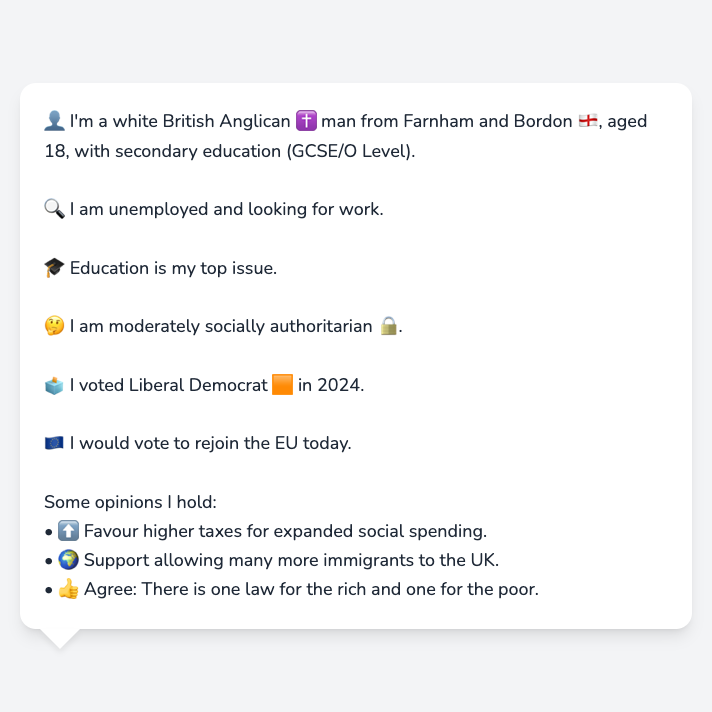 👤 I'm a white British Anglican ✝️ man from Farnham and Bordon 🏴󠁧󠁢󠁥󠁮󠁧󠁿, aged
18, with secondary education (GCSE/O Level).
🔍 I am unemployed and looking for work.
🎓 Education is my top issue.
🤔 I am moderately socially authoritarian 🔒.
🗳️ I voted Liberal Democrat 🟧 in 2024.
🇪🇺 I would vote to rejoin the EU today.
Some opinions I hold:
• ⬆️ Favour higher taxes for expanded social spending.
• 🌍 Support allowing many more immigrants to the UK.
• 👍 Agree: There is one law for the rich and one for the poor.